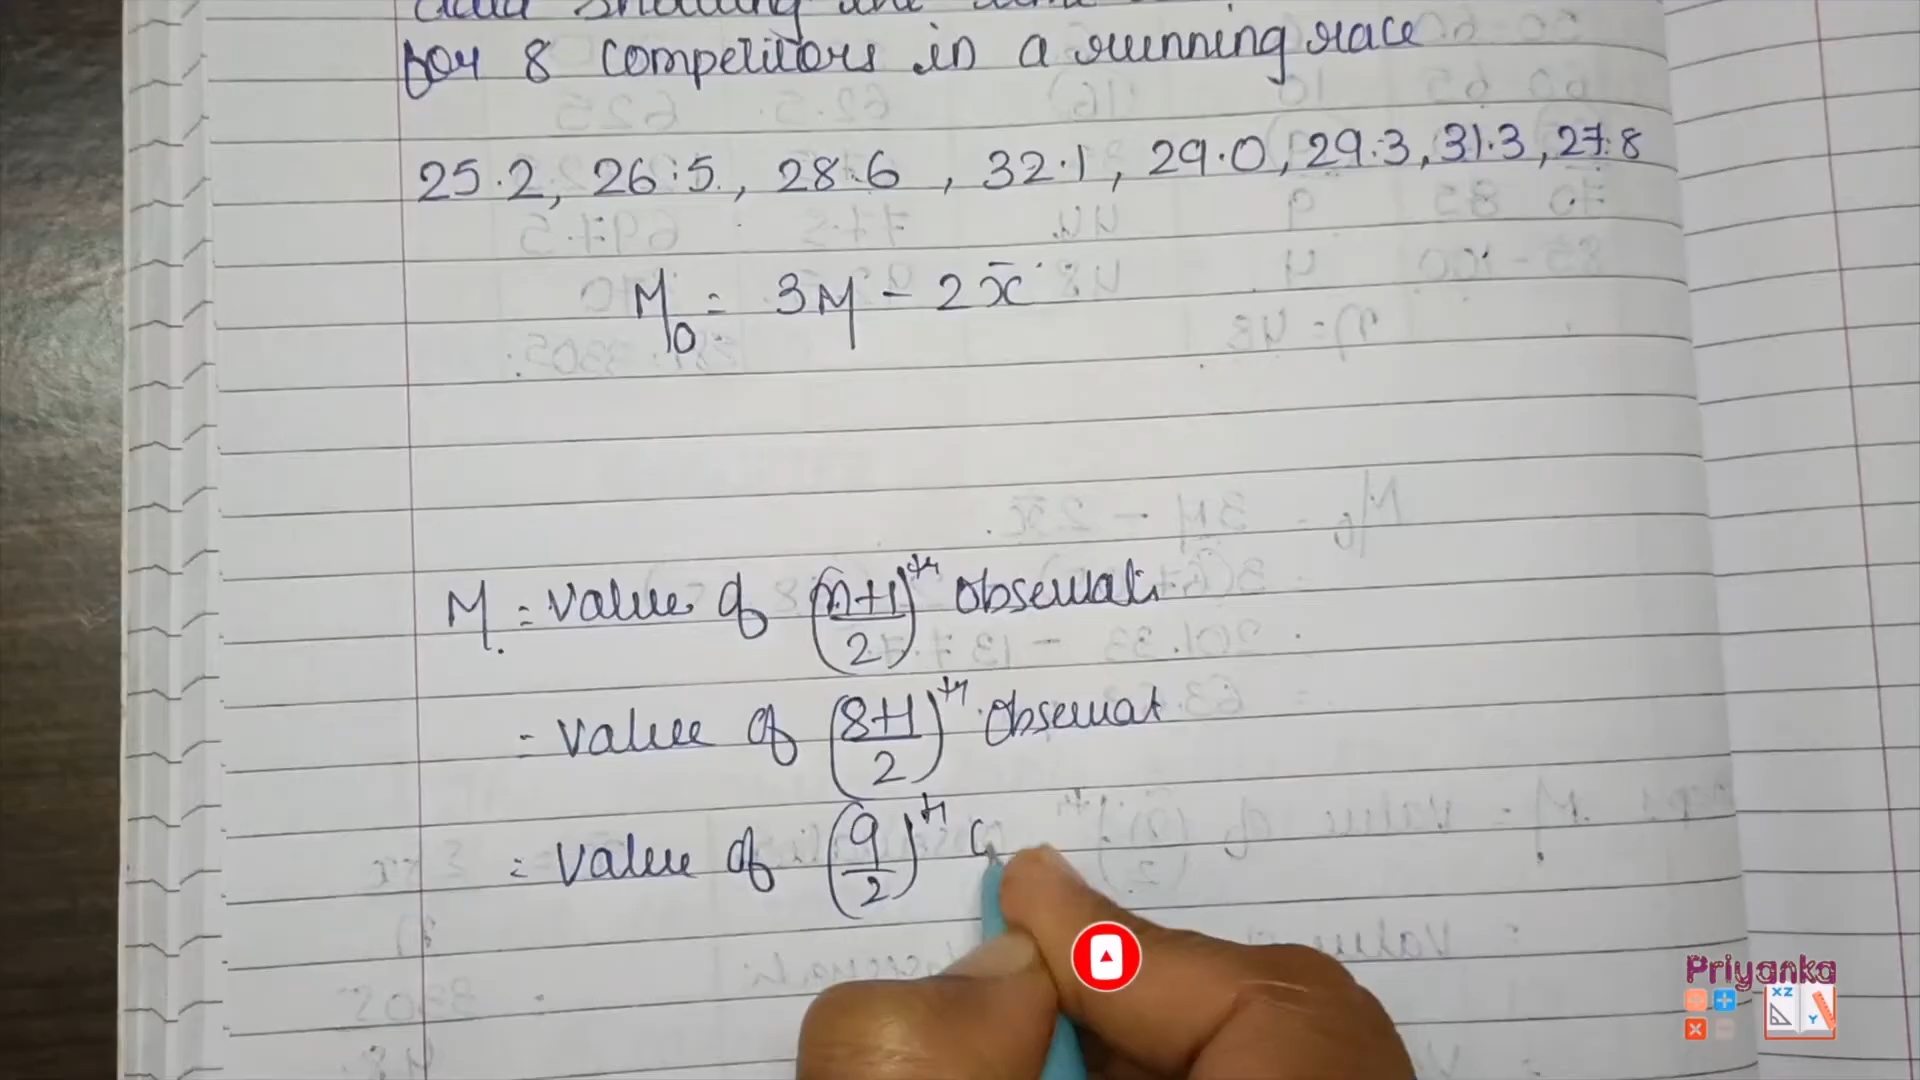 for 8 competitors in a running race
25.2, 26.5, 28.6, 32.1, 29.0, 29.3, 31.3, 27.8
M₀ = 3M - 2x̄
M = Value of (n+1/2)th Observati
= Value of (8+1/2)th Observat
= Value of (9/2)th
Priyanka
XZ
Y